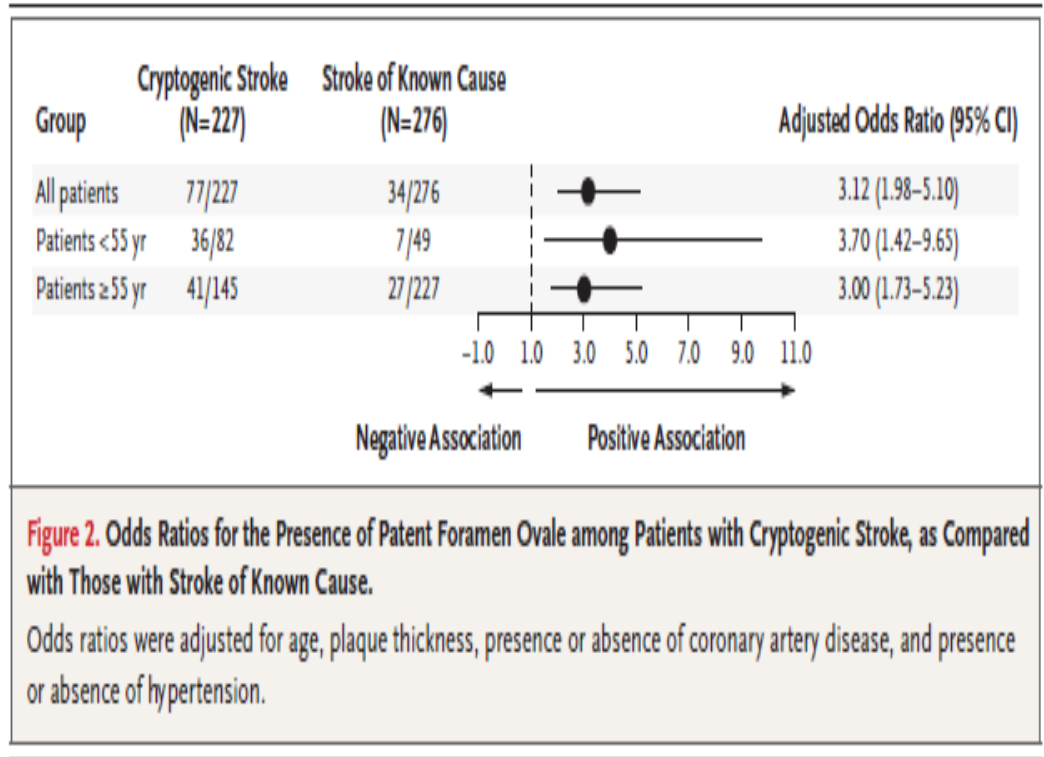 Group Cryptogenic Stroke (N=227) Stroke of Known Cause (N=276) Adjusted Odds Ratio (95% CI)
All patients 77/227 34/276 3.12 (1.98–5.10)
Patients <55 yr 36/82 7/49 3.70 (1.42–9.65)
Patients ≥55 yr 41/145 27/227 3.00 (1.73–5.23)
–1.0 1.0 3.0 5.0 7.0 9.0 11.0
Negative Association Positive Association
Figure 2. Odds Ratios for the Presence of Patent Foramen Ovale among Patients with Cryptogenic Stroke, as Compared
with Those with Stroke of Known Cause.
Odds ratios were adjusted for age, plaque thickness, presence or absence of coronary artery disease, and presence
or absence of hypertension.